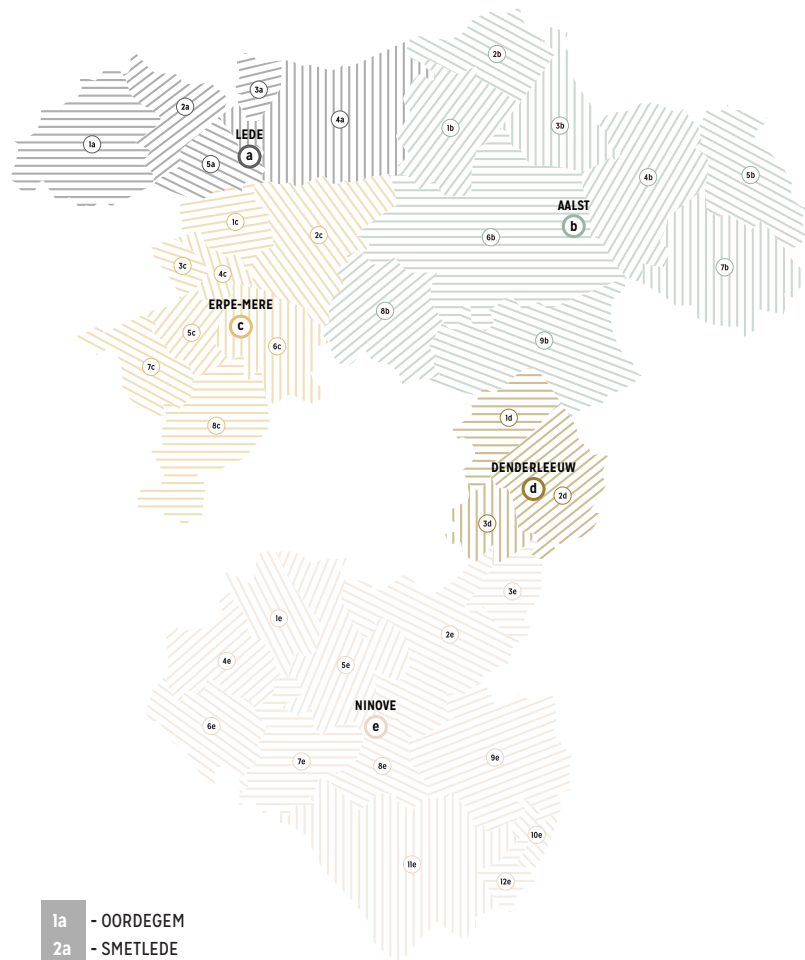 2b
3a
2a
4a
1b
3b
1a
LEDE
a
5a
4b
5b
AALST
b
1c
2c
6b
3c
4c
7b
ERPE-MERE
c
8b
5c
6c
9b
7c
8c
1d
DENDERLEEUW
d
2d
3d
3e
1e
2e
4e
5e
NINOVE
e
6e
7e
8e
9e
10e
11e
12e
1a - OORDEGEM
2a - SMETLEDE